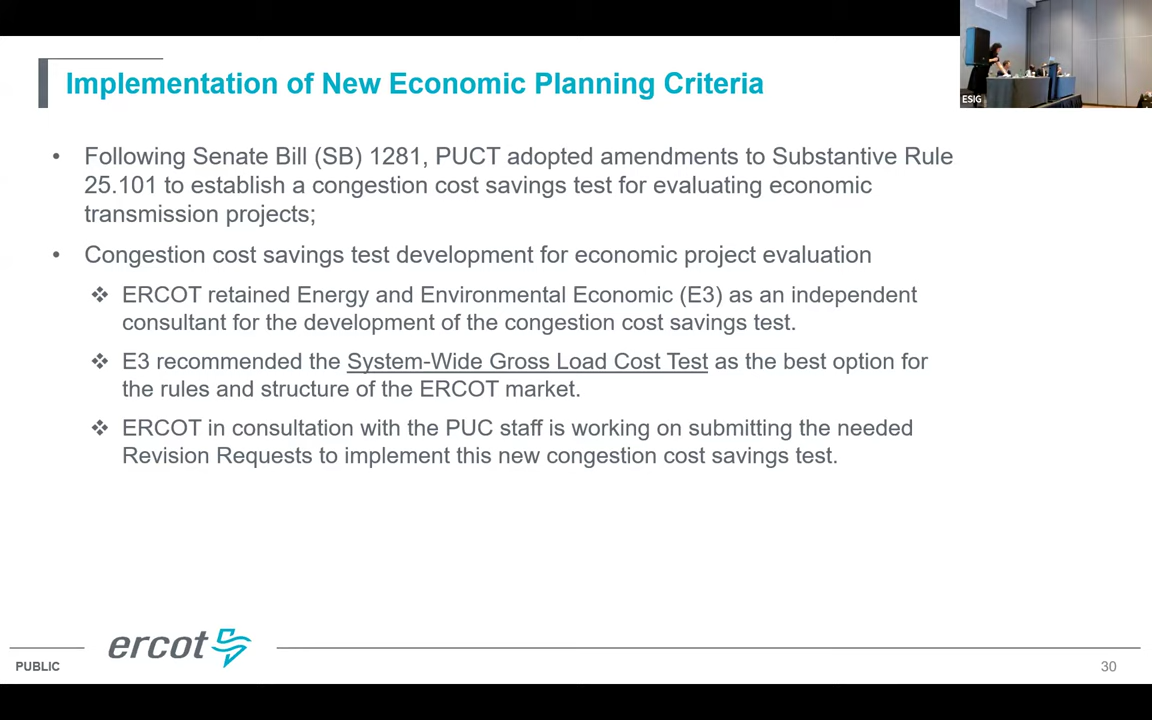 ESIG
Implementation of New Economic Planning Criteria
• Following Senate Bill (SB) 1281, PUCT adopted amendments to Substantive Rule
25.101 to establish a congestion cost savings test for evaluating economic
transmission projects;
• Congestion cost savings test development for economic project evaluation
❖ ERCOT retained Energy and Environmental Economic (E3) as an independent
consultant for the development of the congestion cost savings test.
❖ E3 recommended the System-Wide Gross Load Cost Test as the best option for
the rules and structure of the ERCOT market.
❖ ERCOT in consultation with the PUC staff is working on submitting the needed
Revision Requests to implement this new congestion cost savings test.
ercot
PUBLIC
30